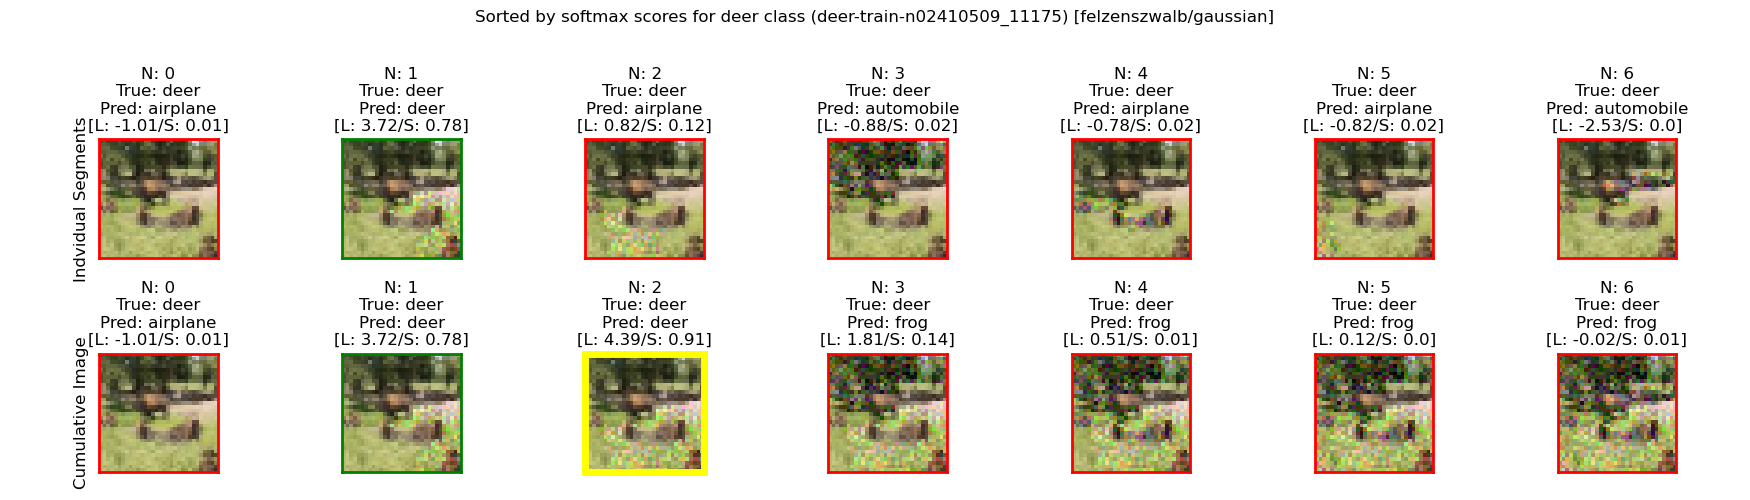 Sorted by softmax scores for deer class (deer-train-n02410509_11175) [felzenszwalb/gaussian]
Indvidual Segments
N: 0
True: deer
Pred: airplane
[L: -1.01/S: 0.01]
N: 1
True: deer
Pred: deer
[L: 3.72/S: 0.78]
N: 2
True: deer
Pred: airplane
[L: 0.82/S: 0.12]
N: 3
True: deer
Pred: automobile
[L: -0.88/S: 0.02]
N: 4
True: deer
Pred: airplane
[L: -0.78/S: 0.02]
N: 5
True: deer
Pred: airplane
[L: -0.82/S: 0.02]
N: 6
True: deer
Pred: automobile
[L: -2.53/S: 0.0]
Cumulative Image
N: 0
True: deer
Pred: airplane
[L: -1.01/S: 0.01]
N: 1
True: deer
Pred: deer
[L: 3.72/S: 0.78]
N: 2
True: deer
Pred: deer
[L: 4.39/S: 0.91]
N: 3
True: deer
Pred: frog
[L: 1.81/S: 0.14]
N: 4
True: deer
Pred: frog
[L: 0.51/S: 0.01]
N: 5
True: deer
Pred: frog
[L: 0.12/S: 0.0]
N: 6
True: deer
Pred: frog
[L: -0.02/S: 0.01]